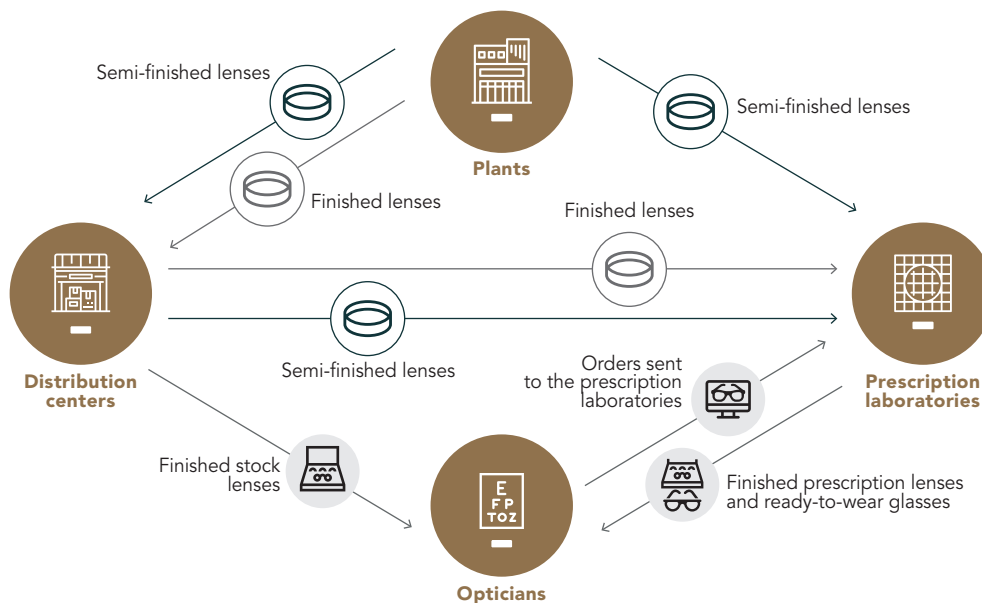 Semi-finished lenses
Semi-finished lenses
Plants
Finished lenses
Finished lenses
Distribution
centers
Semi-finished lenses
Orders sent
to the prescription
laboratories
Prescription
laboratories
Finished stock
lenses
E
F P
T O Z
Finished prescription lenses
and ready-to-wear glasses
Opticians